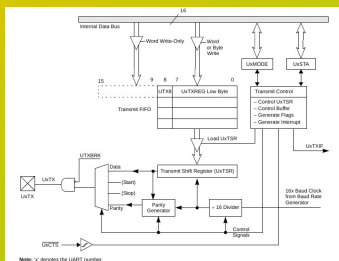 16
Internal Data Bus
Word Write-Only
Word or Byte Write
UxMODE
UxSTA
15
9
8
7
0
UTX8
UxTXREG Low Byte
Transmit Control
– Control UxTSR
– Control Buffer
– Generate Flags
– Generate Interrupt
Transmit FIFO
Load UxTSR
UxTXIF
UTXBRK
Data
Transmit Shift Register (UxTSR)
UxTX
UxTX
(Start)
(Stop)
Parity
Parity Generator
÷ 16 Divider
16x Baud Clock
from Baud Rate
Generator
Control
Signals
UxCTS
Note: 'x' denotes the UART number.